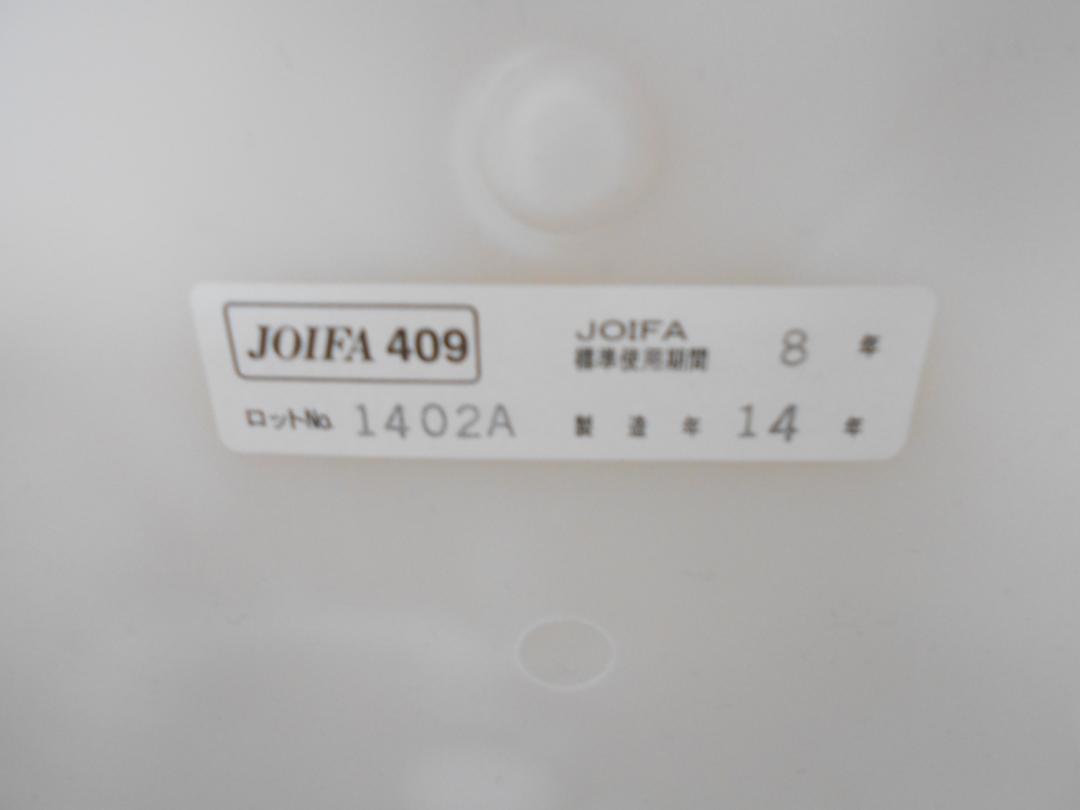 JOIFA 409
ロットNo. 1402A
JOIFA
標準使用期間 8 年
製造年 14 年